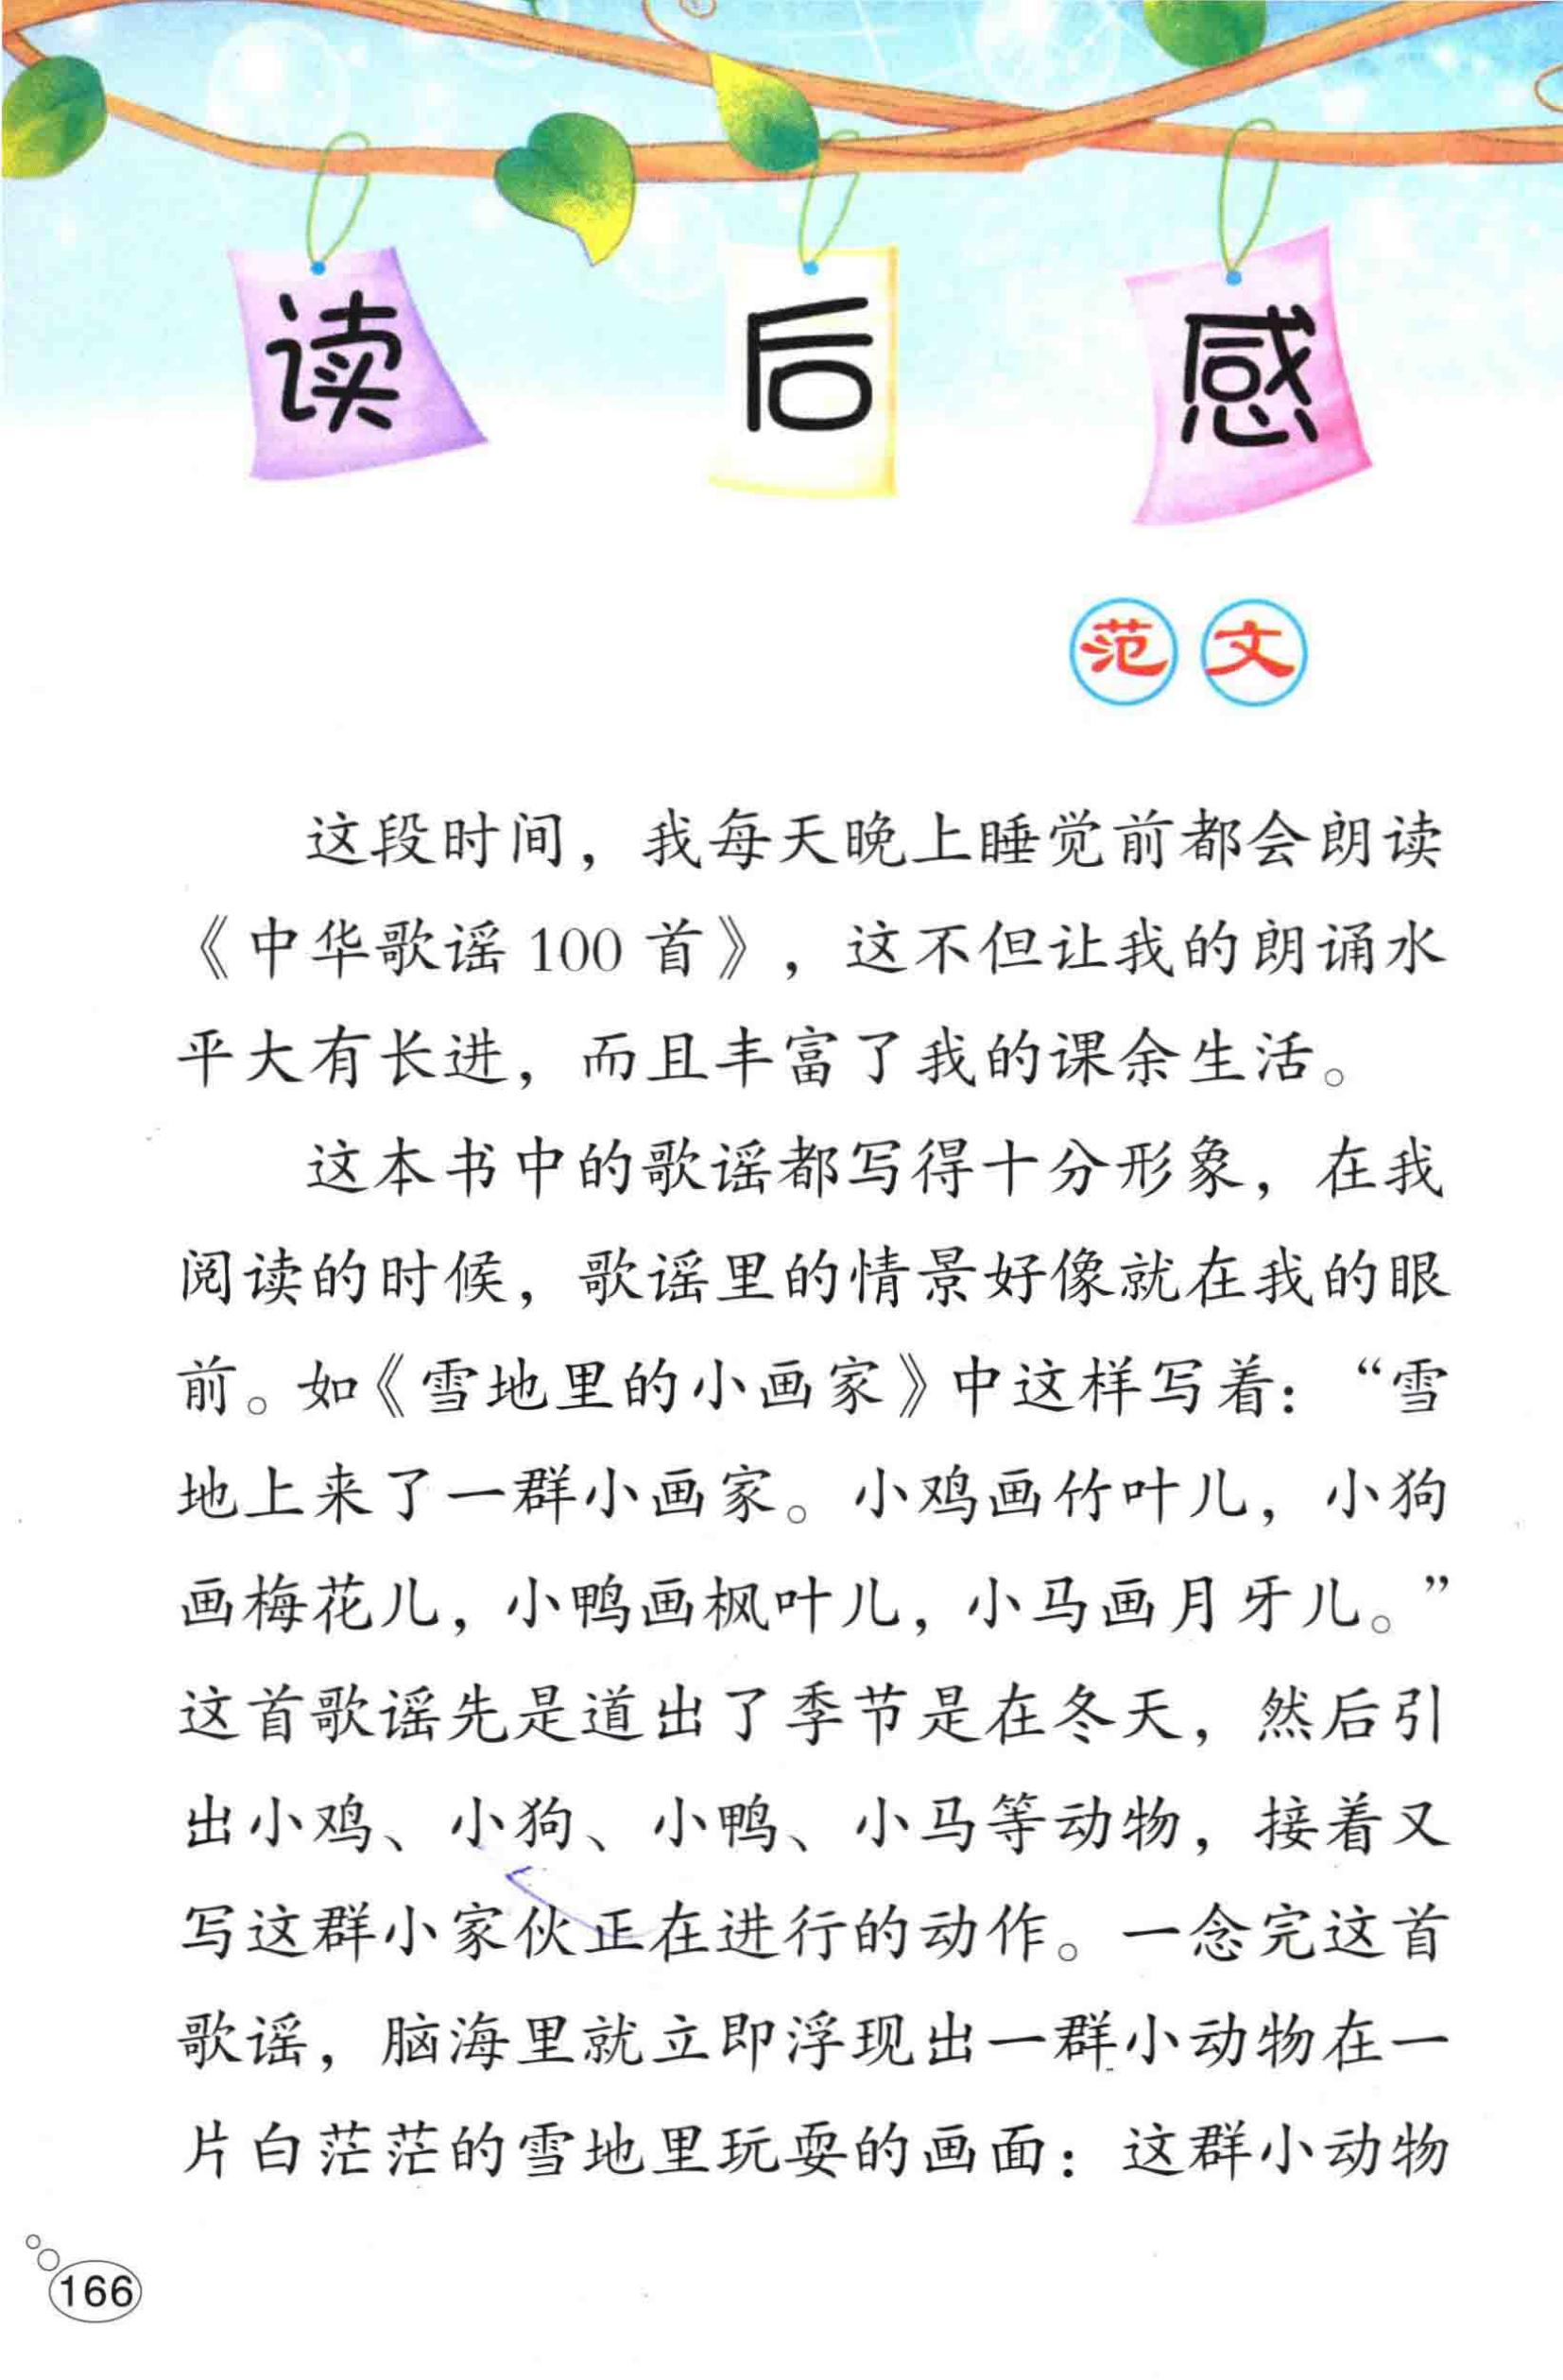 读后感
范文
这段时间，我每天晚上睡觉前都会朗读
《中华歌谣100首》，这不但让我的朗诵水
平大有长进，而且丰富了我的课余生活。
这本书中的歌谣都写得十分形象，在我
阅读的时候，歌谣里的情景好像就在我的眼
前。如《雪地里的小画家》中这样写着：“雪
地上来了一群小画家。小鸡画竹叶儿，小狗
画梅花儿，小鸭画枫叶儿，小马画月牙儿。”
这首歌谣先是道出了季节是在冬天，然后引
出小鸡、小狗、小鸭、小马等动物，接着又
写这群小家伙正在进行的动作。一念完这首
歌谣，脑海里就立即浮现出一群小动物在一
片白茫茫的雪地里玩耍的画面：这群小动物
166